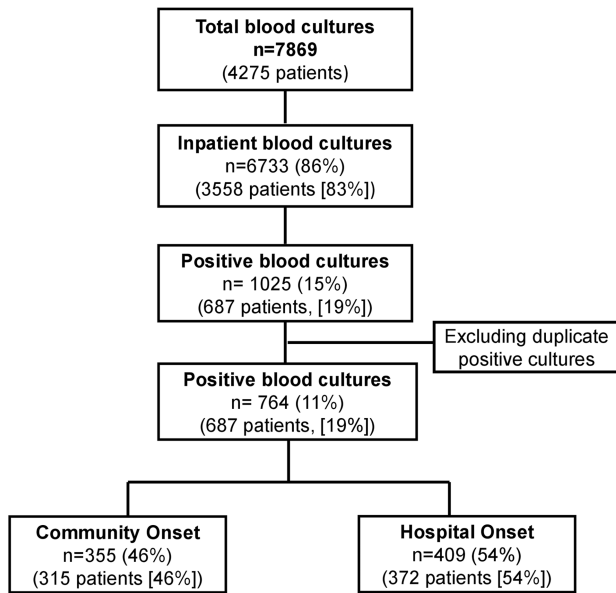 Total blood cultures
n=7869
(4275 patients)
Inpatient blood cultures
n=6733 (86%)
(3558 patients [83%])
Positive blood cultures
n= 1025 (15%)
(687 patients, [19%])
Excluding duplicate
positive cultures
Positive blood cultures
n= 764 (11%)
(687 patients, [19%])
Community Onset
n=355 (46%)
(315 patients [46%])
Hospital Onset
n=409 (54%)
(372 patients [54%])